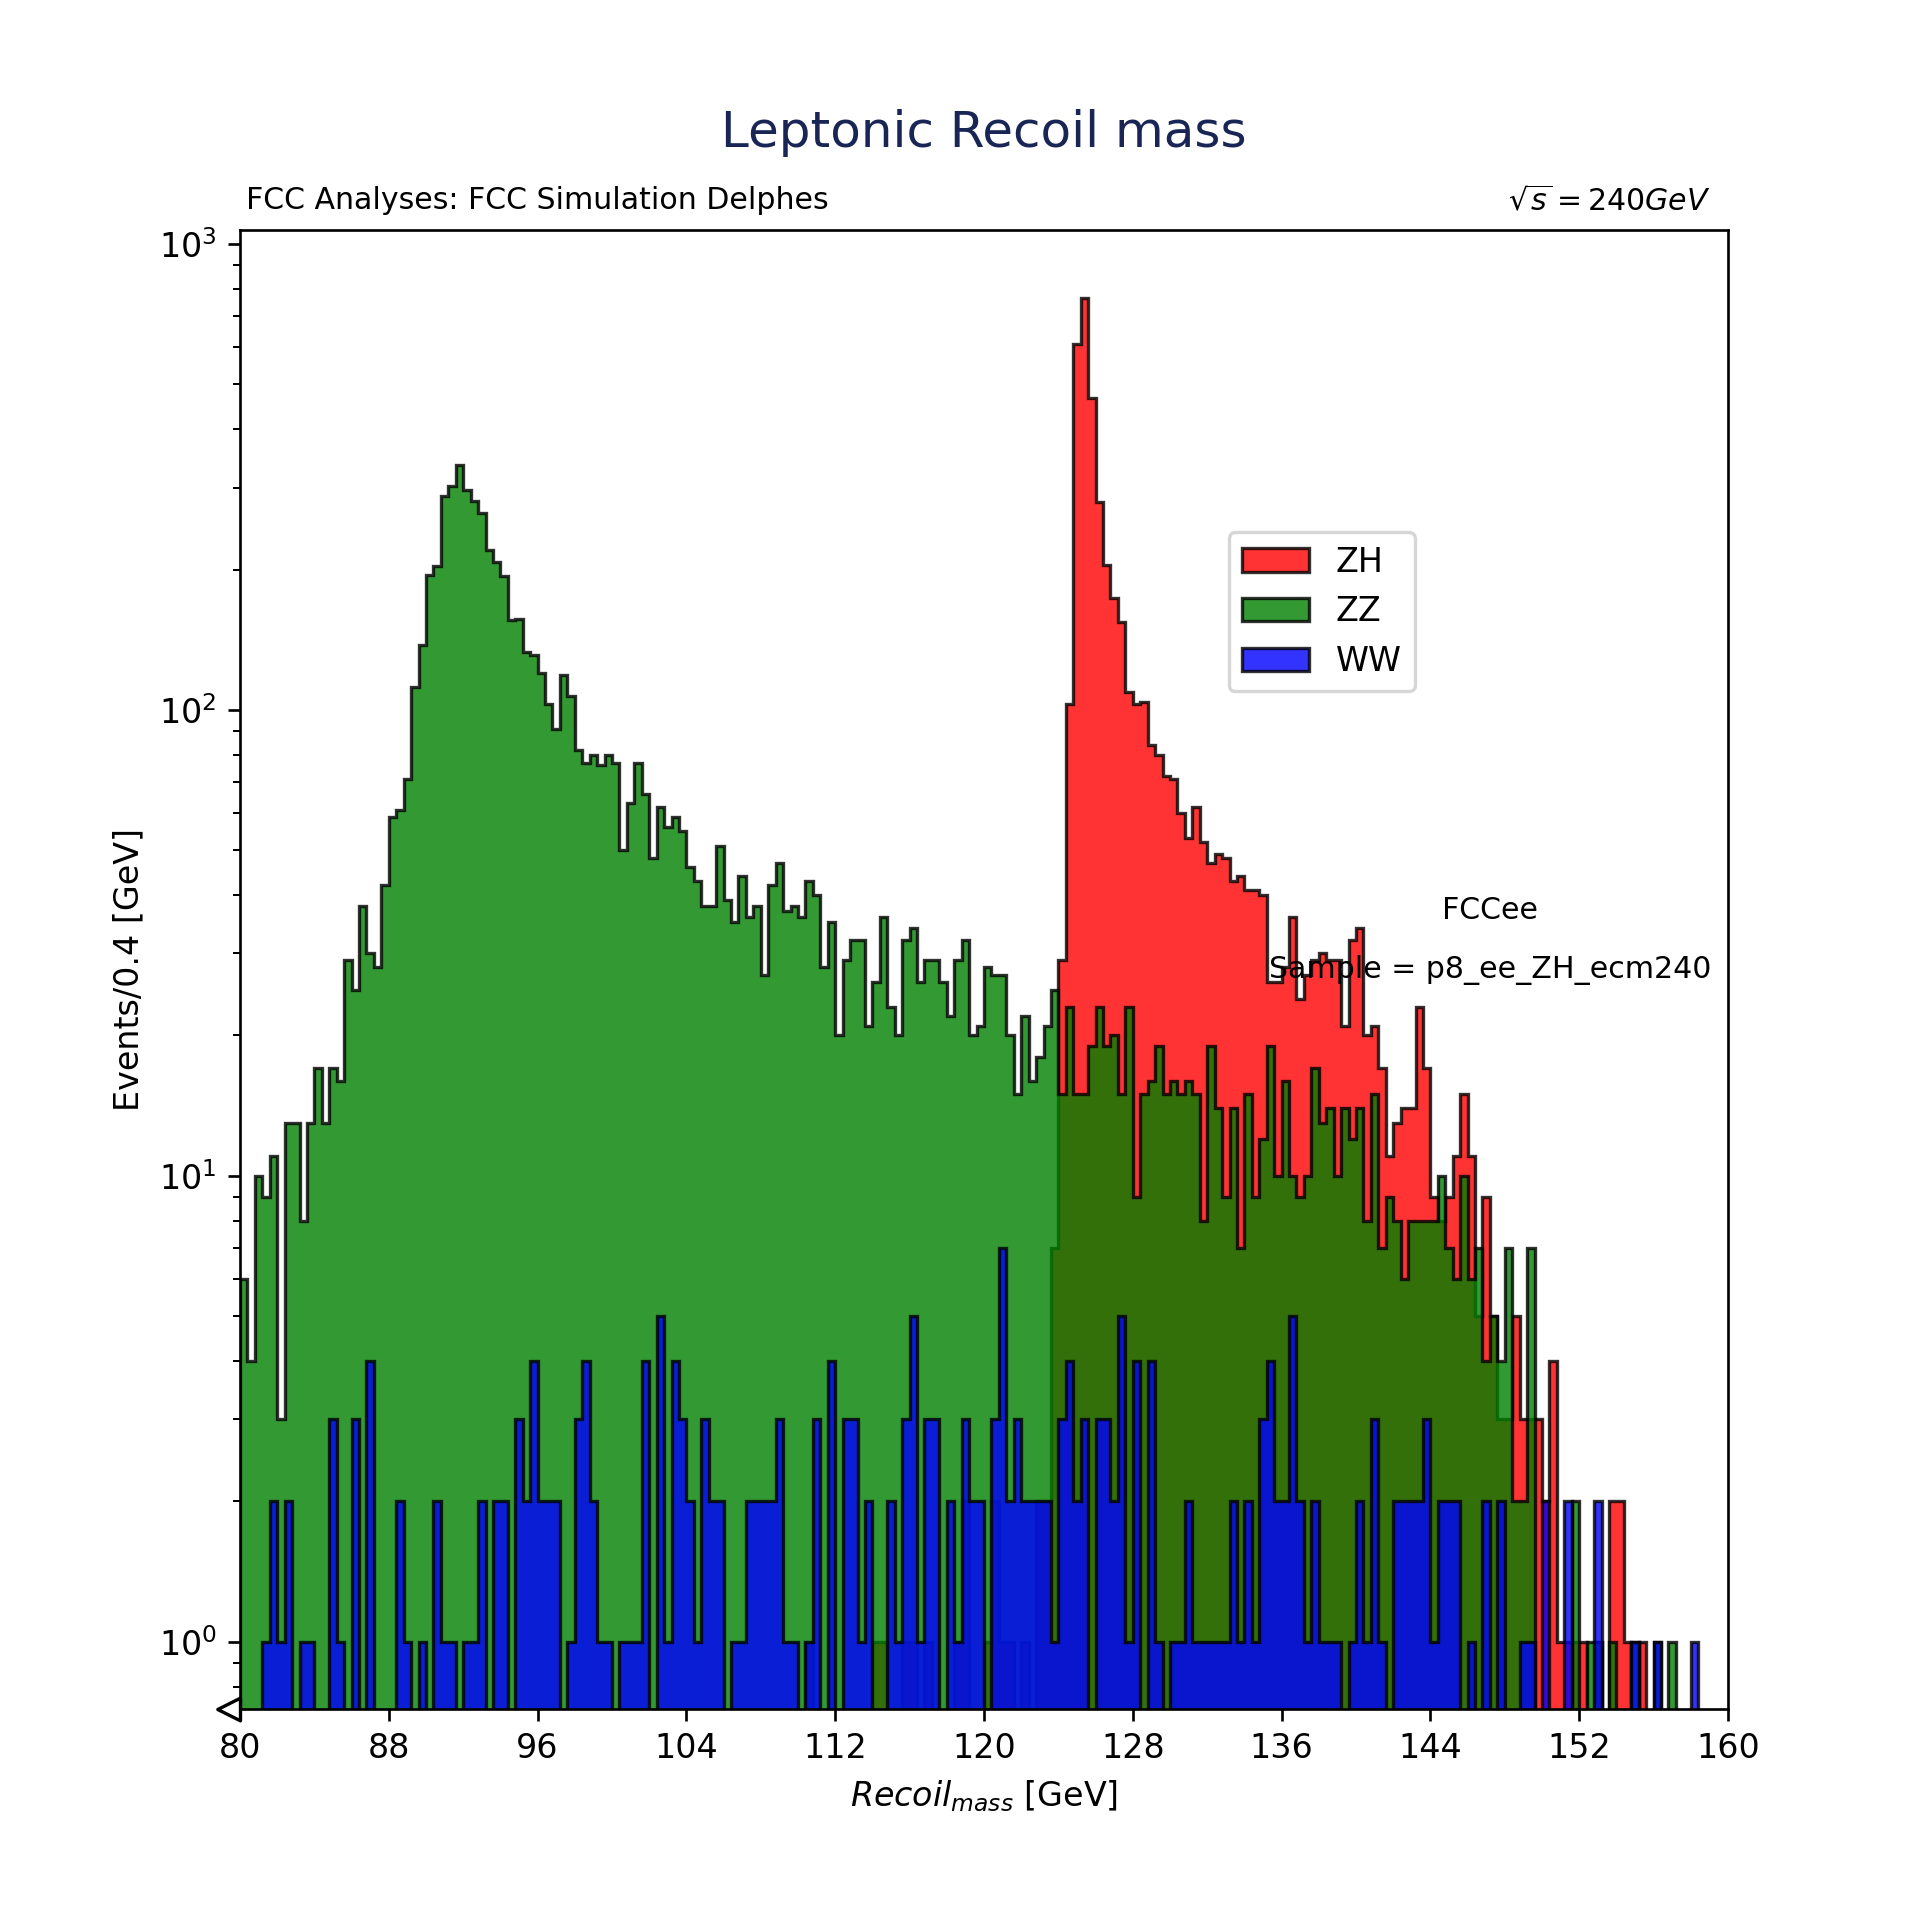 Leptonic Recoil mass
FCC Analyses: FCC Simulation Delphes
√s = 240GeV
10³
10²
10¹
10⁰
Events/0.4 [GeV]
ZH
ZZ
WW
FCCee
Sample = p8_ee_ZH_ecm240
80 88 96 104 112 120 128 136 144 152 160
Recoil_mass [GeV]